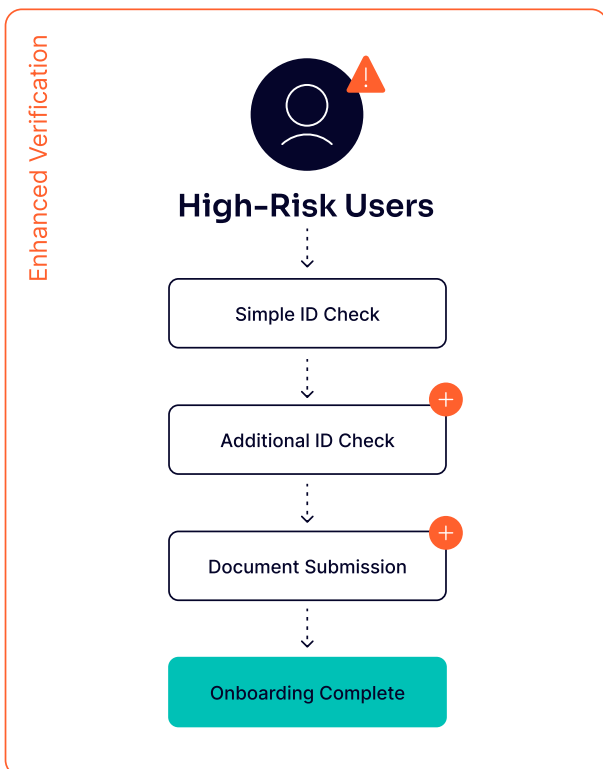 Enhanced Verification
High-Risk Users
Simple ID Check
Additional ID Check
Document Submission
Onboarding Complete